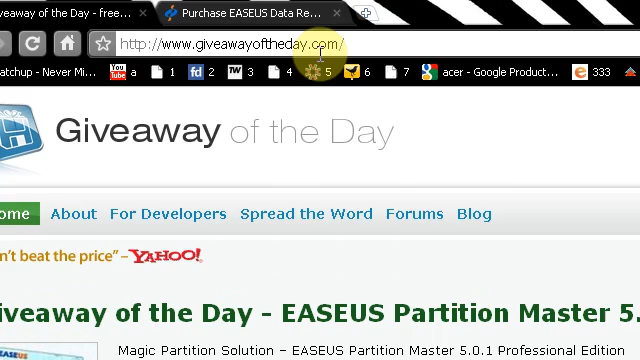 iveaway of the Day - free... Purchase EASEUS Data Re...
http://www.giveawayoftheday.com/
atchup - Never Mi... You Tube a 1 fd 2 TW 3 4 5 6 7 acer - Google Product... e 333
Giveaway of the Day
ome About For Developers Spread the Word Forums Blog
n't beat the price" – YAHOO!
iveaway of the Day - EASEUS Partition Master 5.
Magic Partition Solution – EASEUS Partition Master 5.0.1 Professional Edition